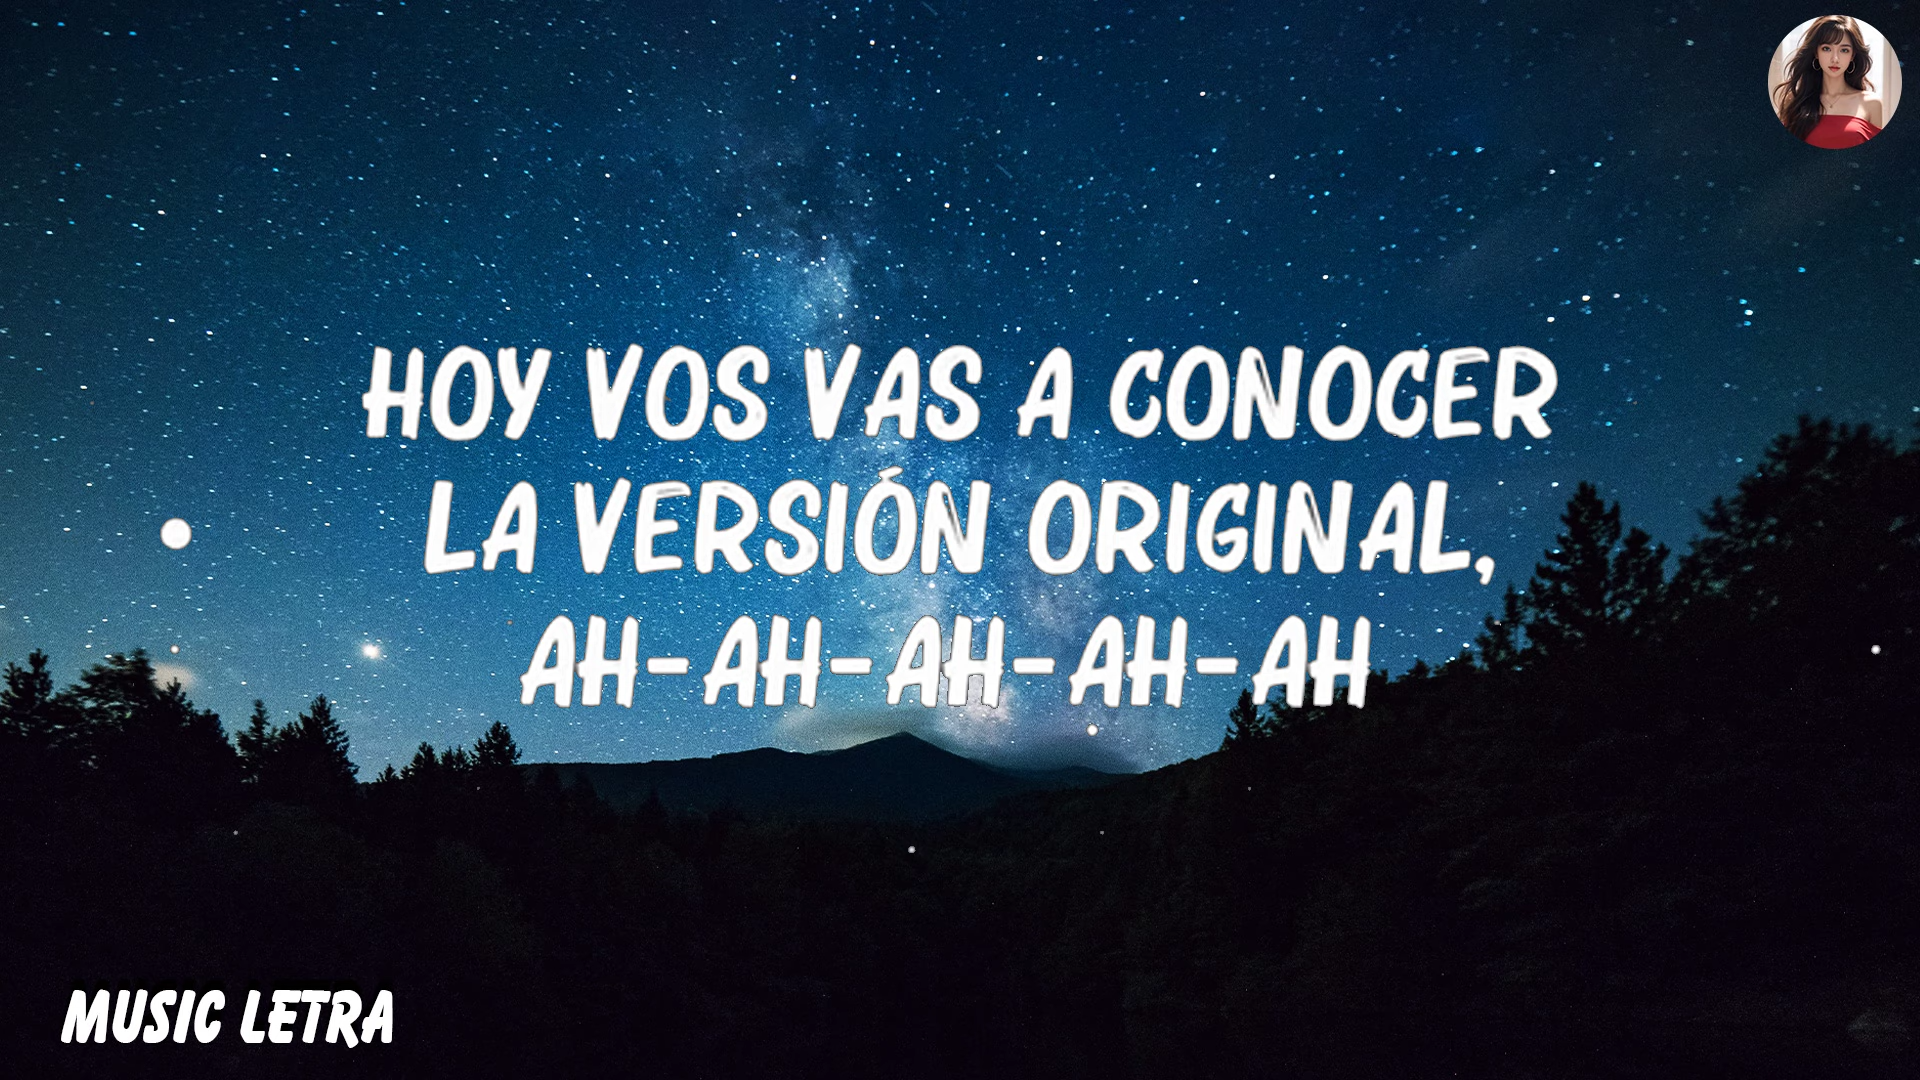 HOY VOS VAS A CONOCER
LA VERSIÓN ORIGINAL,
AH-AH-AH-AH-AH
MUSIC LETRA